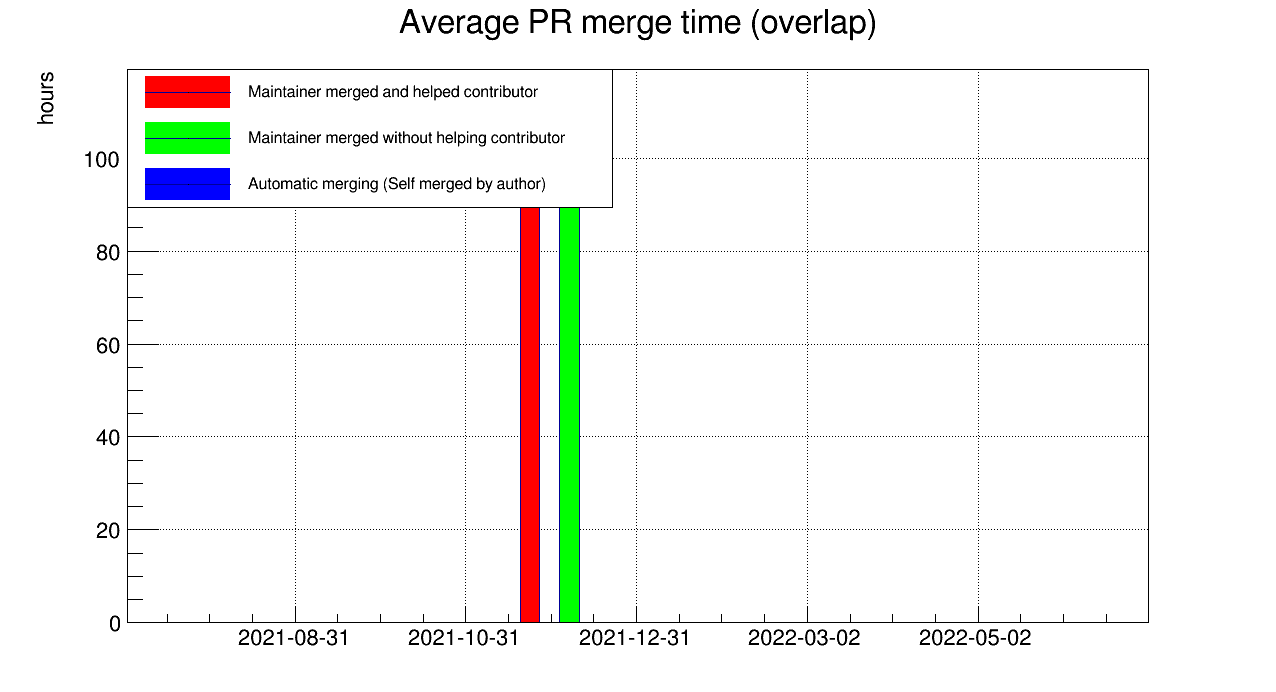 Average PR merge time (overlap)
hours
Maintainer merged and helped contributor
Maintainer merged without helping contributor
Automatic merging (Self merged by author)
100
80
60
40
20
0
2021-08-31 2021-10-31 2021-12-31 2022-03-02 2022-05-02